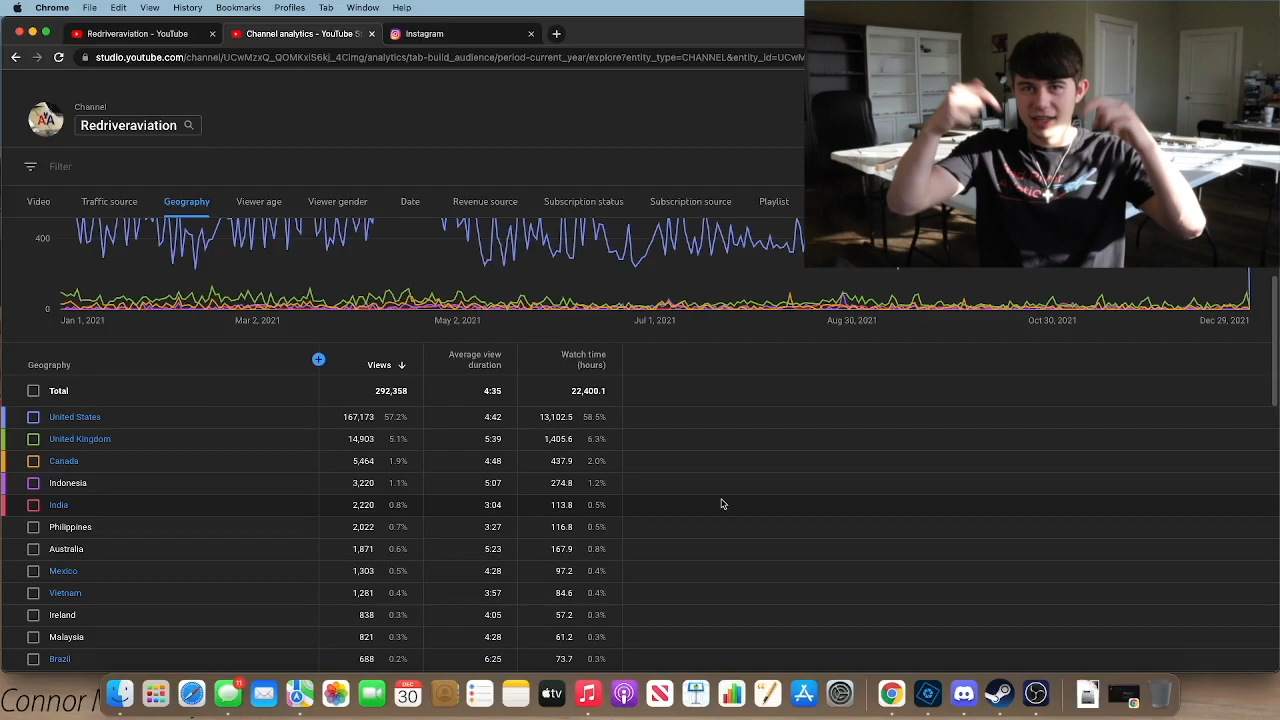 Chrome File Edit View History Bookmarks Profiles Tab Window Help
Redriveraviation - YouTube Channel analytics - YouTube S Instagram
studio.youtube.com/channel/UCwMzxQ_QOMKxiS6kj_4Cimg/analytics/tab-build_audience/period-current_year/explore?entity_type=CHANNEL&entity_id=UCwM
Channel
AA
Redriveraviation
Filter
Video Traffic source Geography Viewer age Viewer gender Date Revenue source Subscription status Subscription source Playlist
400
0
Jan 1, 2021 Mar 2, 2021 May 2, 2021 Jul 1, 2021 Aug 30, 2021 Oct 30, 2021 Dec 29, 2021
Geography Views Average view duration Watch time (hours)
Total 292,358 4:35 22,400.1
United States 167,173 57.2% 4:42 13,102.5 58.5%
United Kingdom 14,903 5.1% 5:39 1,405.6 6.3%
Canada 5,464 1.9% 4:48 437.9 2.0%
Indonesia 3,220 1.1% 5:07 274.8 1.2%
India 2,220 0.8% 3:04 113.8 0.5%
Philippines 2,022 0.7% 3:27 116.8 0.5%
Australia 1,871 0.6% 5:23 167.9 0.8%
Mexico 1,303 0.5% 4:28 97.2 0.4%
Vietnam 1,281 0.4% 3:57 84.6 0.4%
Ireland 838 0.3% 4:05 57.2 0.3%
Malaysia 821 0.3% 4:28 61.2 0.3%
Brazil 688 0.2% 6:25 73.7 0.3%
11
DEC
30
tv
Connor